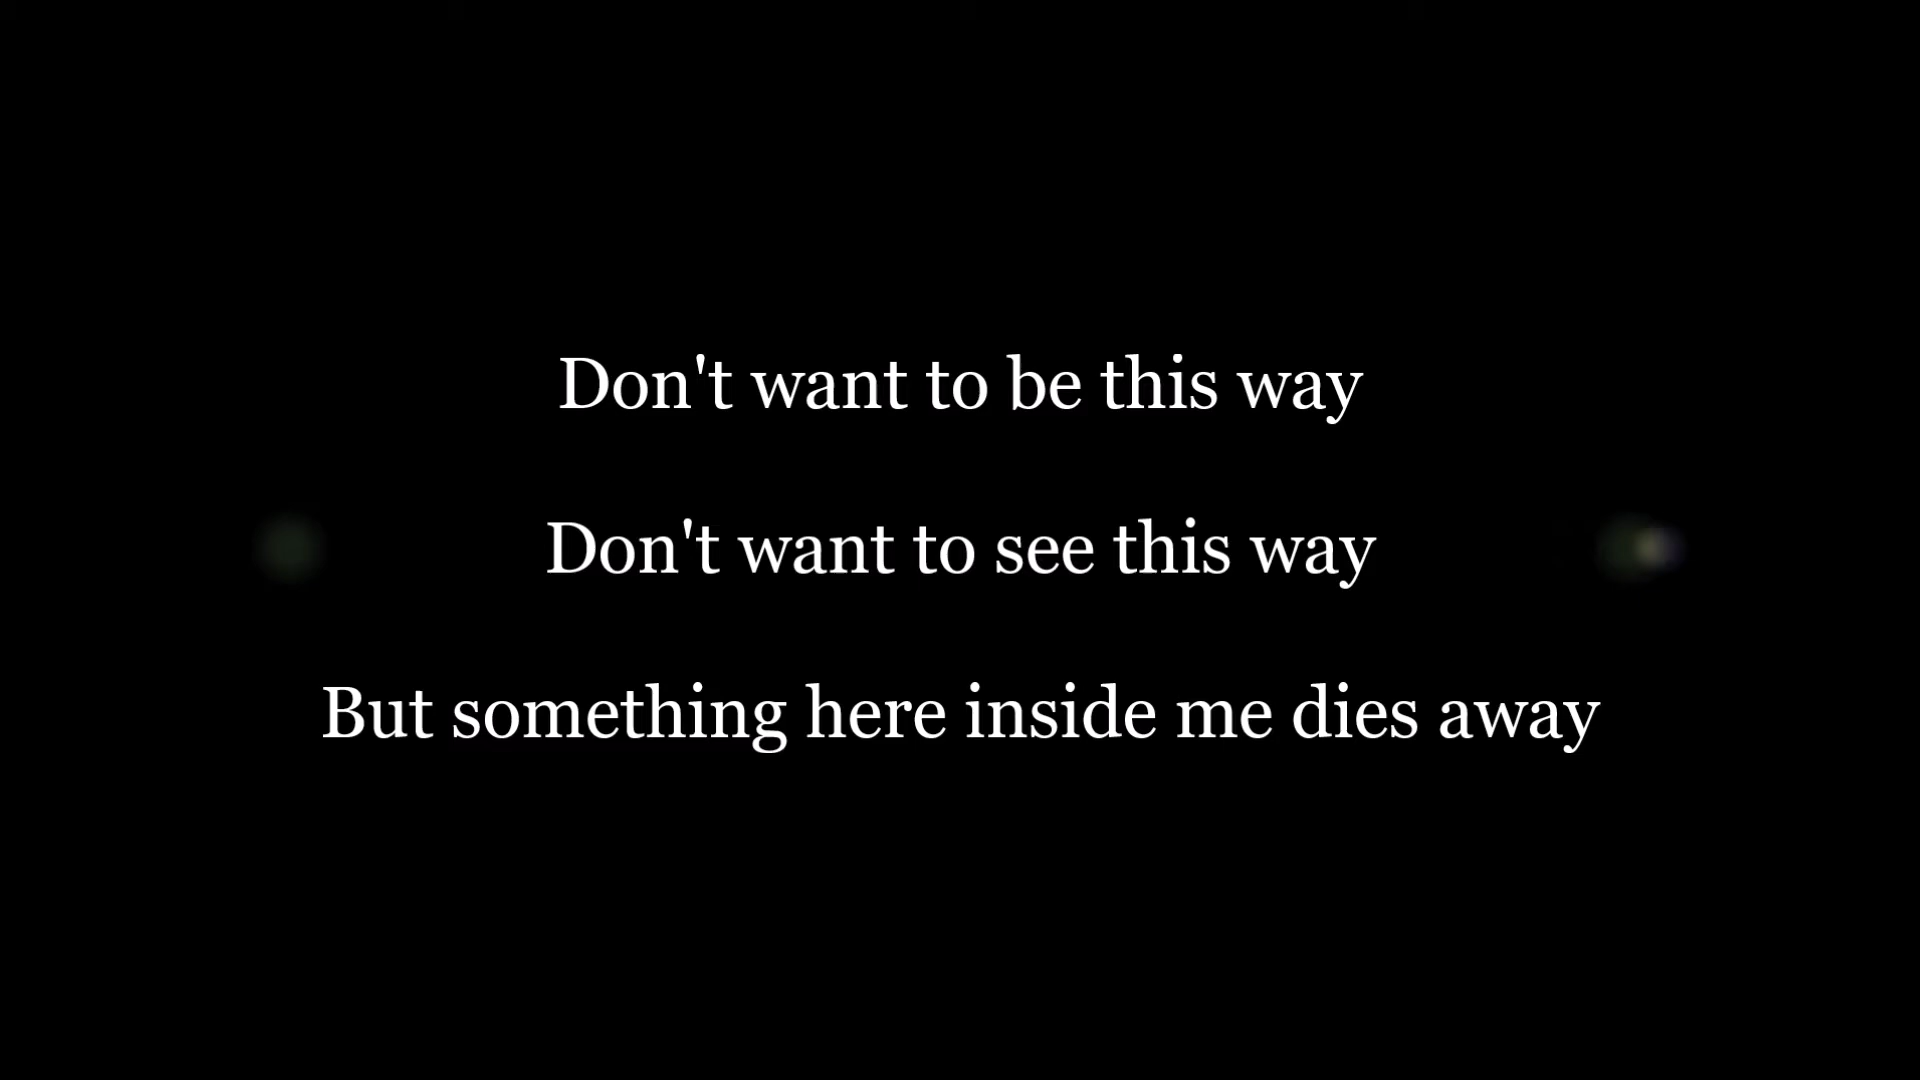 Don't want to be this way
Don't want to see this way
But something here inside me dies away